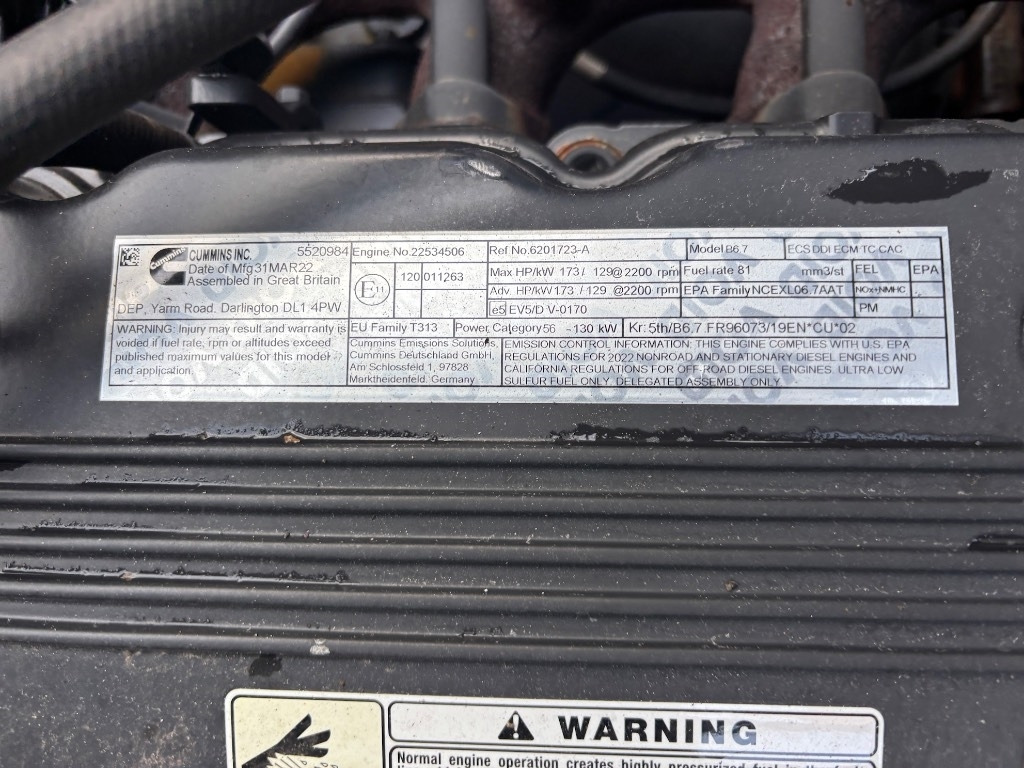 Cummins
CUMMINS INC. 5520984
Date of Mfg 31MAR22
Assembled in Great Britain
DEP, Yarm Road. Darlington DL1 4PW
WARNING: Injury may result and warranty is
voided if fuel rate, rpm or altitudes exceed
published maximum values for this model
and application.
Engine No. 22534506
E11
120 011263
EU Family T313
Power Category 56 - 130 kW
Cummins Emissions Solutions,
Cummins Deutschland GmbH,
Am Schlossfeld 1, 97828
Marktheidenfeld. Germany
Ref No. 6201723-A
Model B6.7
ECS DDI ECM TC CAC
Max HP/kW 173 / 129 @ 2200 rpm
Fuel rate 81 mm3/st
FEL
EPA
Adv. HP/kW 173 / 129 @ 2200 rpm
EPA Family NCEXL06.7AAT
NOx+NMHC
e5 EV5/D V-0170
PM
Kr: 5th/B6.7 FR96073/19EN*CU*02
EMISSION CONTROL INFORMATION: THIS ENGINE COMPLIES WITH U.S. EPA
REGULATIONS FOR 2022 NONROAD AND STATIONARY DIESEL ENGINES AND
CALIFORNIA REGULATIONS FOR OFF-ROAD DIESEL ENGINES. ULTRA LOW
SULFUR FUEL ONLY. DELEGATED ASSEMBLY ONLY
WARNING
Normal engine operation creates highly pressurized fuel in the fuel